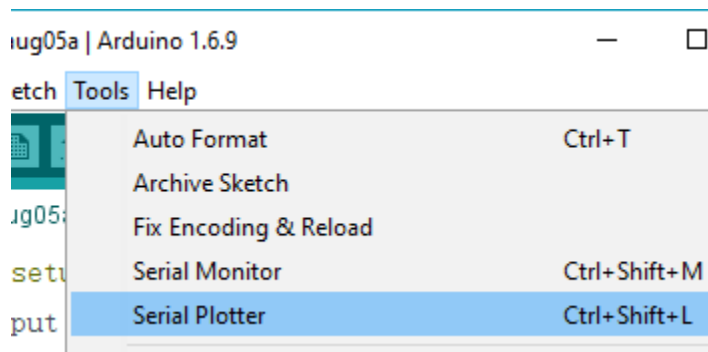 aug05a | Arduino 1.6.9
etch Tools Help
Auto Format Ctrl+T
Archive Sketch
Fix Encoding & Reload
Serial Monitor Ctrl+Shift+M
Serial Plotter Ctrl+Shift+L
ug05a
setu
put